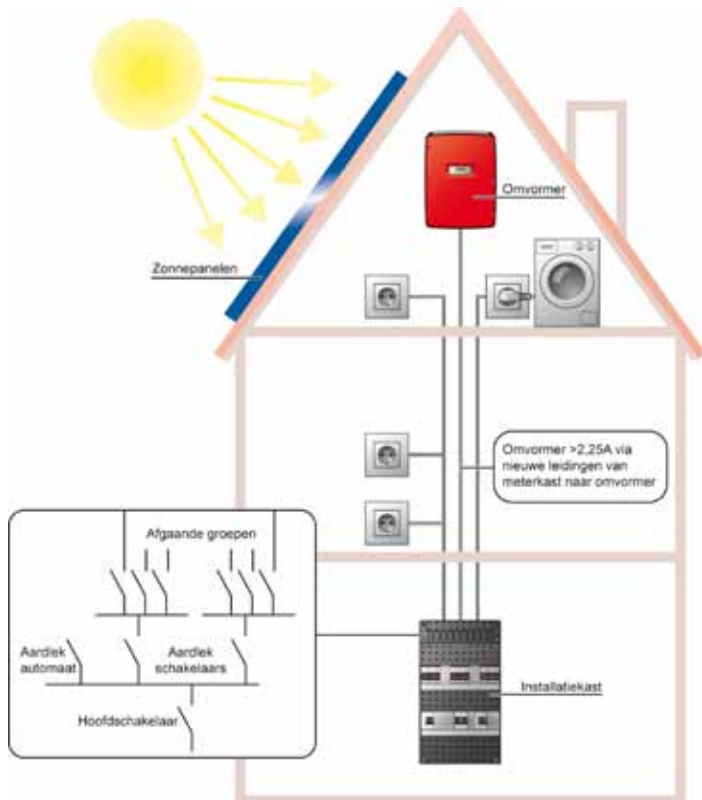 Omvormer
Zonnepanelen
Omvormer >2,25A via
nieuwe leidingen van
meterkast naar omvormer
Afgaande groepen
Aardlek
automaat
Aardlek
schakelaars
Hoofdschakelaar
Installatiekast